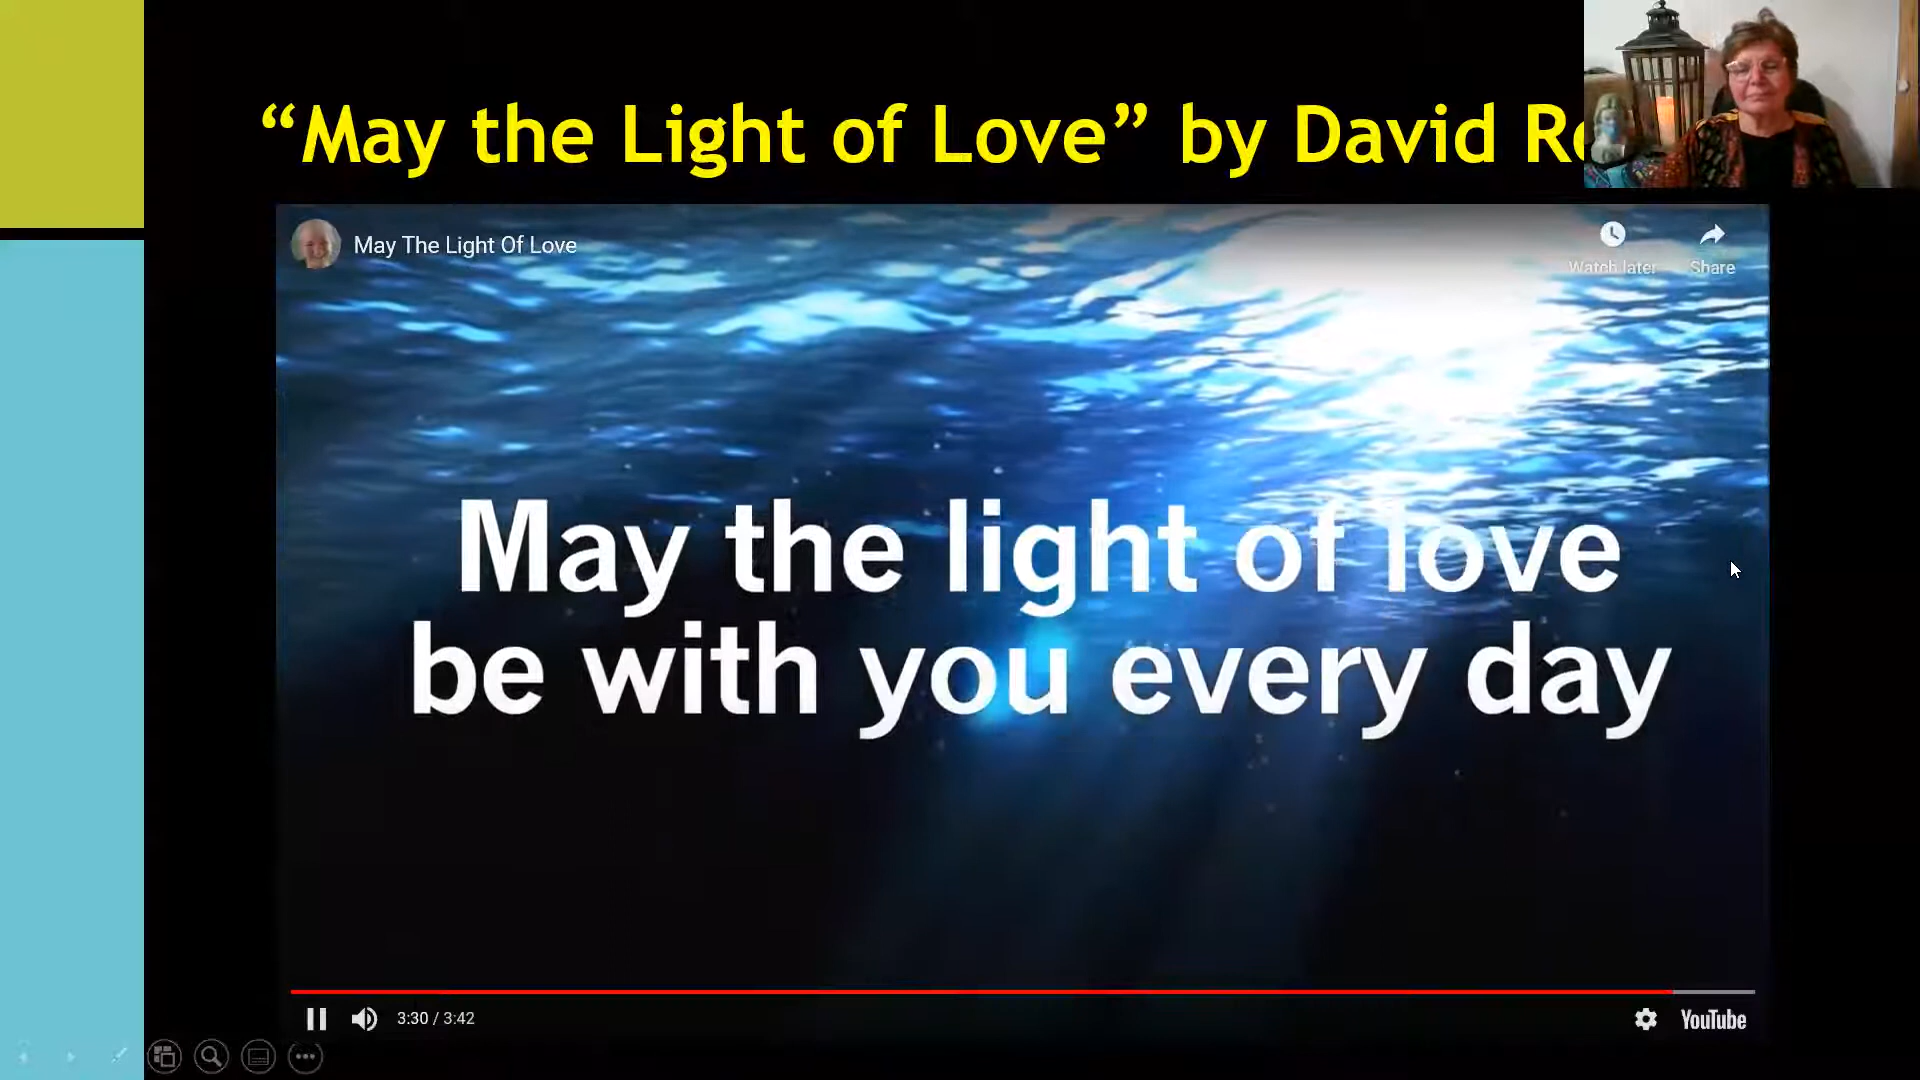 “May the Light of Love” by David
May The Light Of Love
Watch later
Share
May the light of love
be with you every day
3:30 / 3:42
YouTube